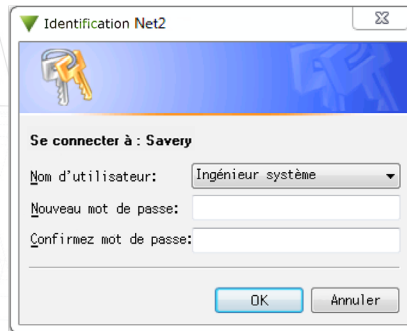 Identification Net2
Se connecter à : Savery
Nom d'utilisateur: Ingénieur système
Nouveau mot de passe:
Confirmez mot de passe:
OK Annuler